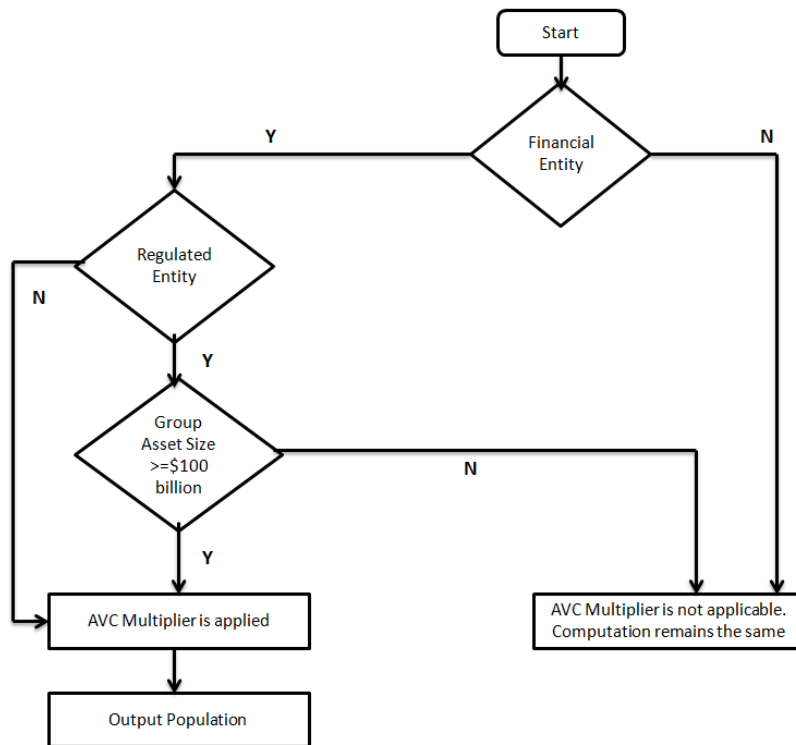 Start
Financial
Entity
Y
N
Regulated
Entity
N
Y
Group
Asset Size
>=$100
billion
N
Y
AVC Multiplier is applied
AVC Multiplier is not applicable.
Computation remains the same
Output Population